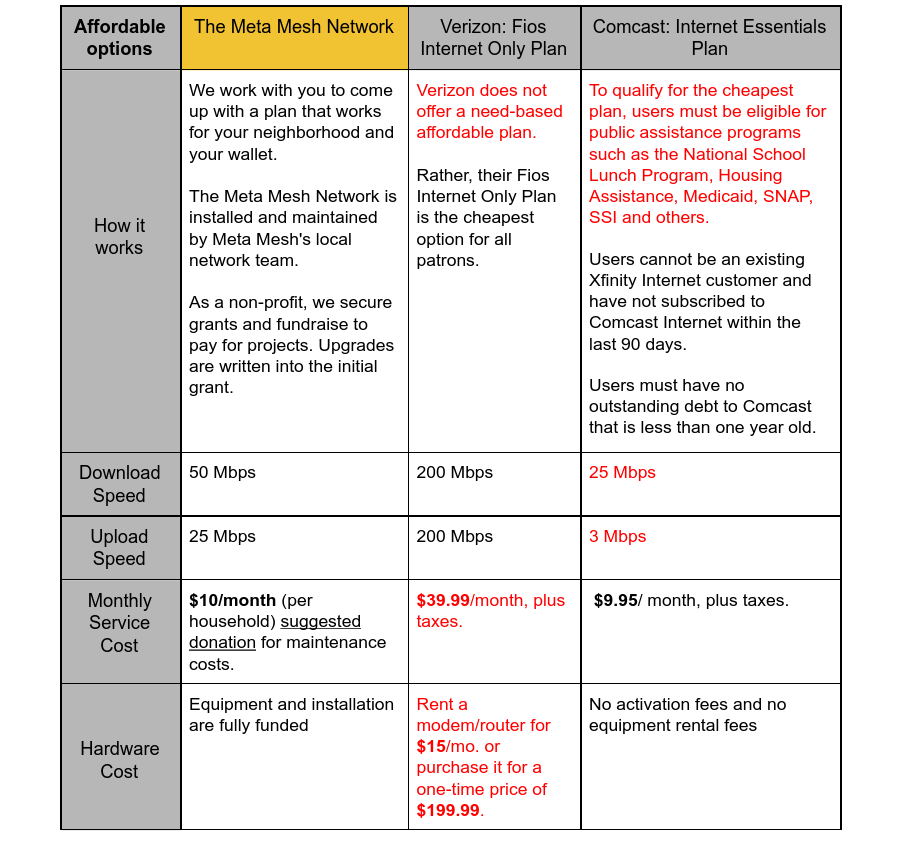 Affordable
options
The Meta Mesh Network
Verizon: Fios
Internet Only Plan
Comcast: Internet Essentials
Plan
How it
works
We work with you to come
up with a plan that works
for your neighborhood and
your wallet.
The Meta Mesh Network is
installed and maintained
by Meta Mesh's local
network team.
As a non-profit, we secure
grants and fundraise to
pay for projects. Upgrades
are written into the initial
grant.
Verizon does not
offer a need-based
affordable plan.
Rather, their Fios
Internet Only Plan
is the cheapest
option for all
patrons.
To qualify for the cheapest
plan, users must be eligible for
public assistance programs
such as the National School
Lunch Program, Housing
Assistance, Medicaid, SNAP,
SSI and others.
Users cannot be an existing
Xfinity Internet customer and
have not subscribed to
Comcast Internet within the
last 90 days.
Users must have no
outstanding debt to Comcast
that is less than one year old.
Download
Speed
50 Mbps
200 Mbps
25 Mbps
Upload
Speed
25 Mbps
200 Mbps
3 Mbps
Monthly
Service
Cost
$10/month (per
household) suggested
donation for maintenance
costs.
$39.99/month, plus
taxes.
$9.95/ month, plus taxes.
Hardware
Cost
Equipment and installation
are fully funded
Rent a
modem/router for
$15/mo. or
purchase it for a
one-time price of
$199.99.
No activation fees and no
equipment rental fees